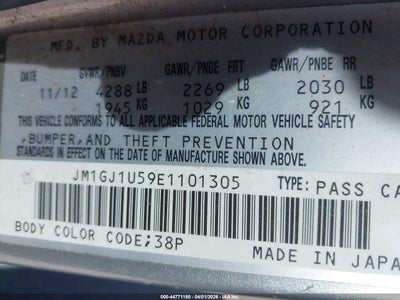 MFD. BY MAZDA MOTOR CORPORATION
DATE GVWR/PNBV GAWR/PNBE FRT GAWR/PNBE RR
11/12 4288 LB 2269 LB 2030 LB
1945 KG 1029 KG 921 KG
THIS VEHICLE CONFORMS TO ALL APPLICABLE FEDERAL MOTOR VEHICLE SAFETY
,BUMPER,AND THEFT PREVENTION
STANDARDS IN EFFECT ON THE DATE OF MANUFACTURE SHOWN ABOVE.
JM1GJ1U59E1101305 TYPE: PASS CA
BODY COLOR CODE;38P MADE IN JAPAN
000-44771160 - 04/01/2026 - IAAI.COM